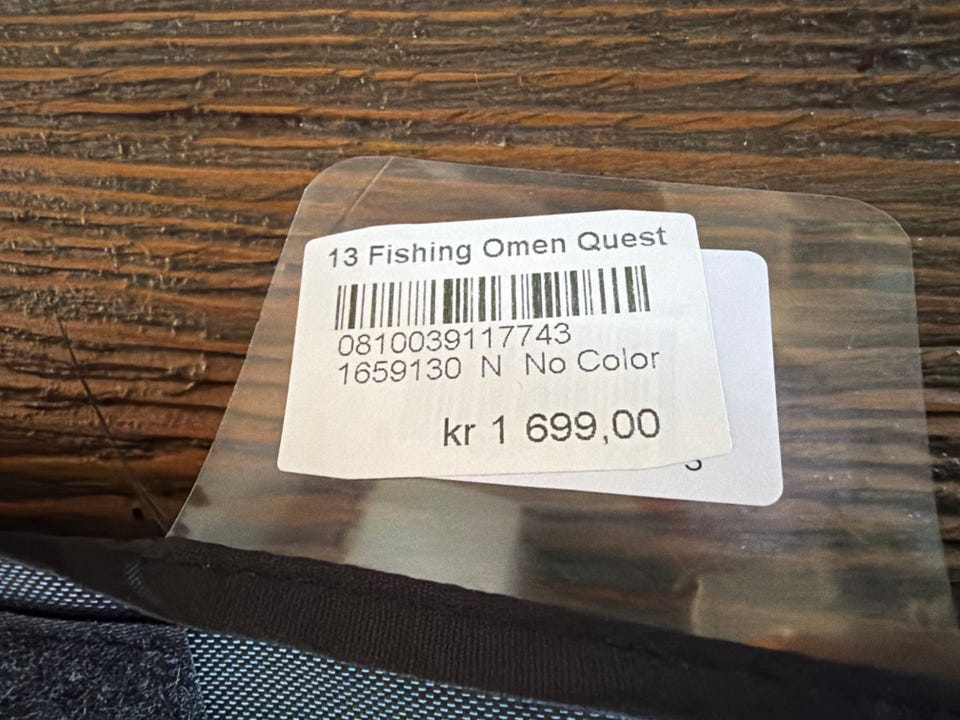 13 Fishing Omen Quest
0810039117743
1659130 N No Color
kr 1 699,00